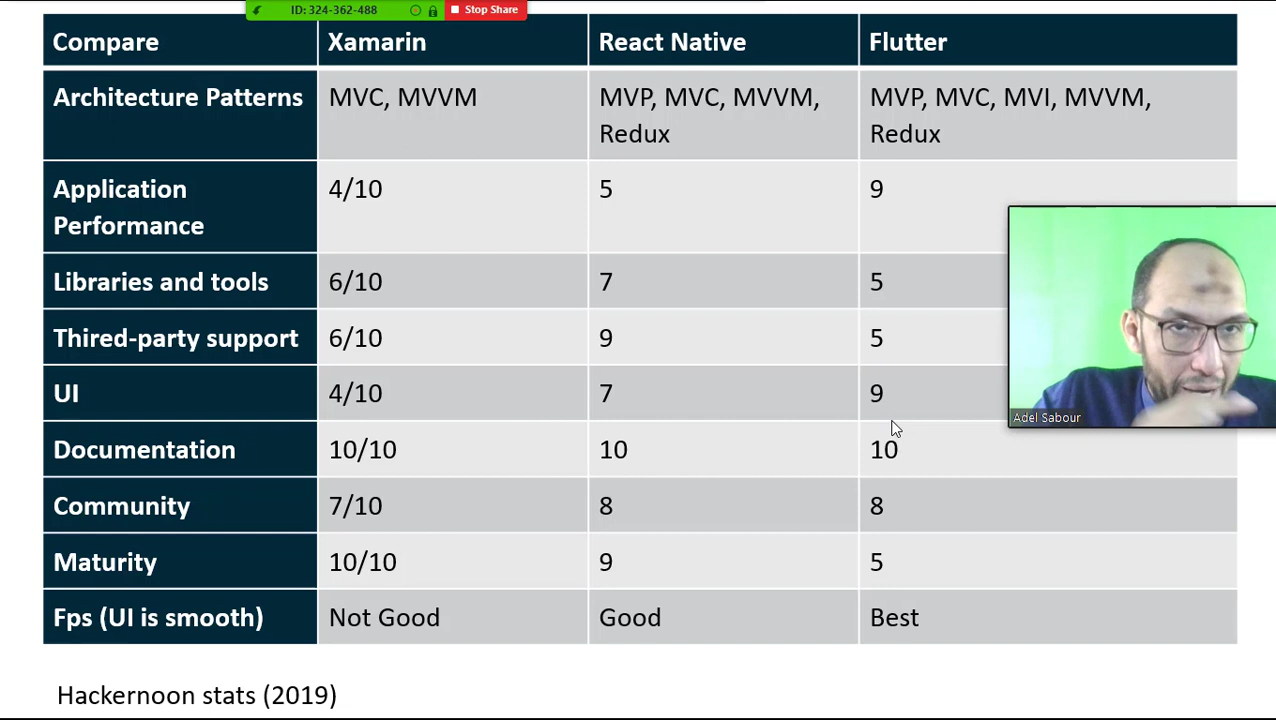 ID: 324-362-488 Stop Share
Compare Xamarin React Native Flutter
Architecture Patterns MVC, MVVM MVP, MVC, MVVM, MVP, MVC, MVI, MVVM,
Redux Redux
Application 4/10 5 9
Performance
Libraries and tools 6/10 7 5
Thired-party support 6/10 9 5
UI 4/10 7 9
Adel Sabour
Documentation 10/10 10 10
Community 7/10 8 8
Maturity 10/10 9 5
Fps (UI is smooth) Not Good Good Best
Hackernoon stats (2019)